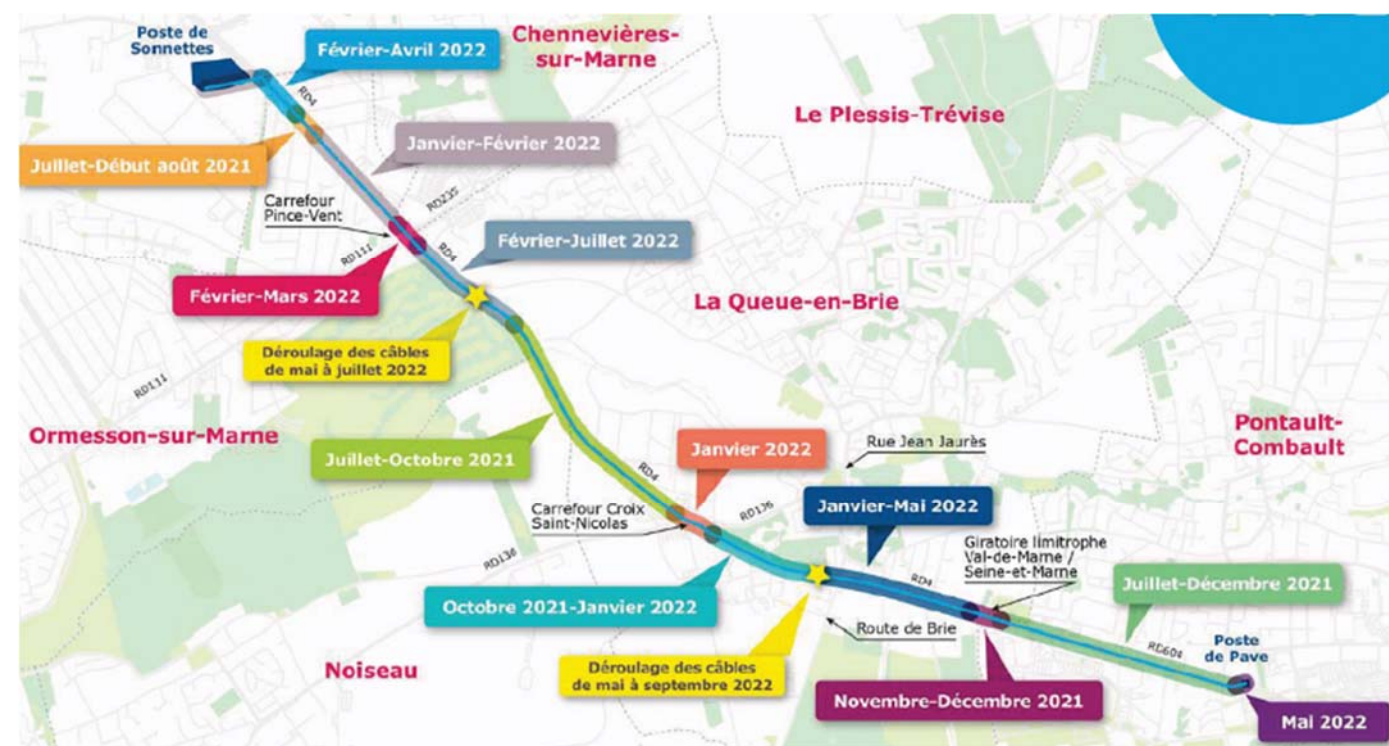 Poste de
Sonnettes
Février-Avril 2022
Chennevières-
sur-Marne
Le Plessis-Trévise
RD4
Juillet-Début août 2021
Janvier-Février 2022
Carrefour
Pince-Vent
RD235
RD111
RD4
Février-Juillet 2022
Février-Mars 2022
La Queue-en-Brie
Déroulage des câbles
de mai à juillet 2022
RD111
Ormesson-sur-Marne
Pontault-
Combault
Juillet-Octobre 2021
Janvier 2022
Rue Jean Jaurès
RD4
Carrefour Croix
Saint-Nicolas
RD136
Janvier-Mai 2022
Giratoire limitrophe
Val-de-Marne /
Seine-et-Marne
RD136
RD4
Juillet-Décembre 2021
Octobre 2021-Janvier 2022
Route de Brie
RD604
Poste
de Pave
Noiseau
Déroulage des câbles
de mai à septembre 2022
Novembre-Décembre 2021
Mai 2022